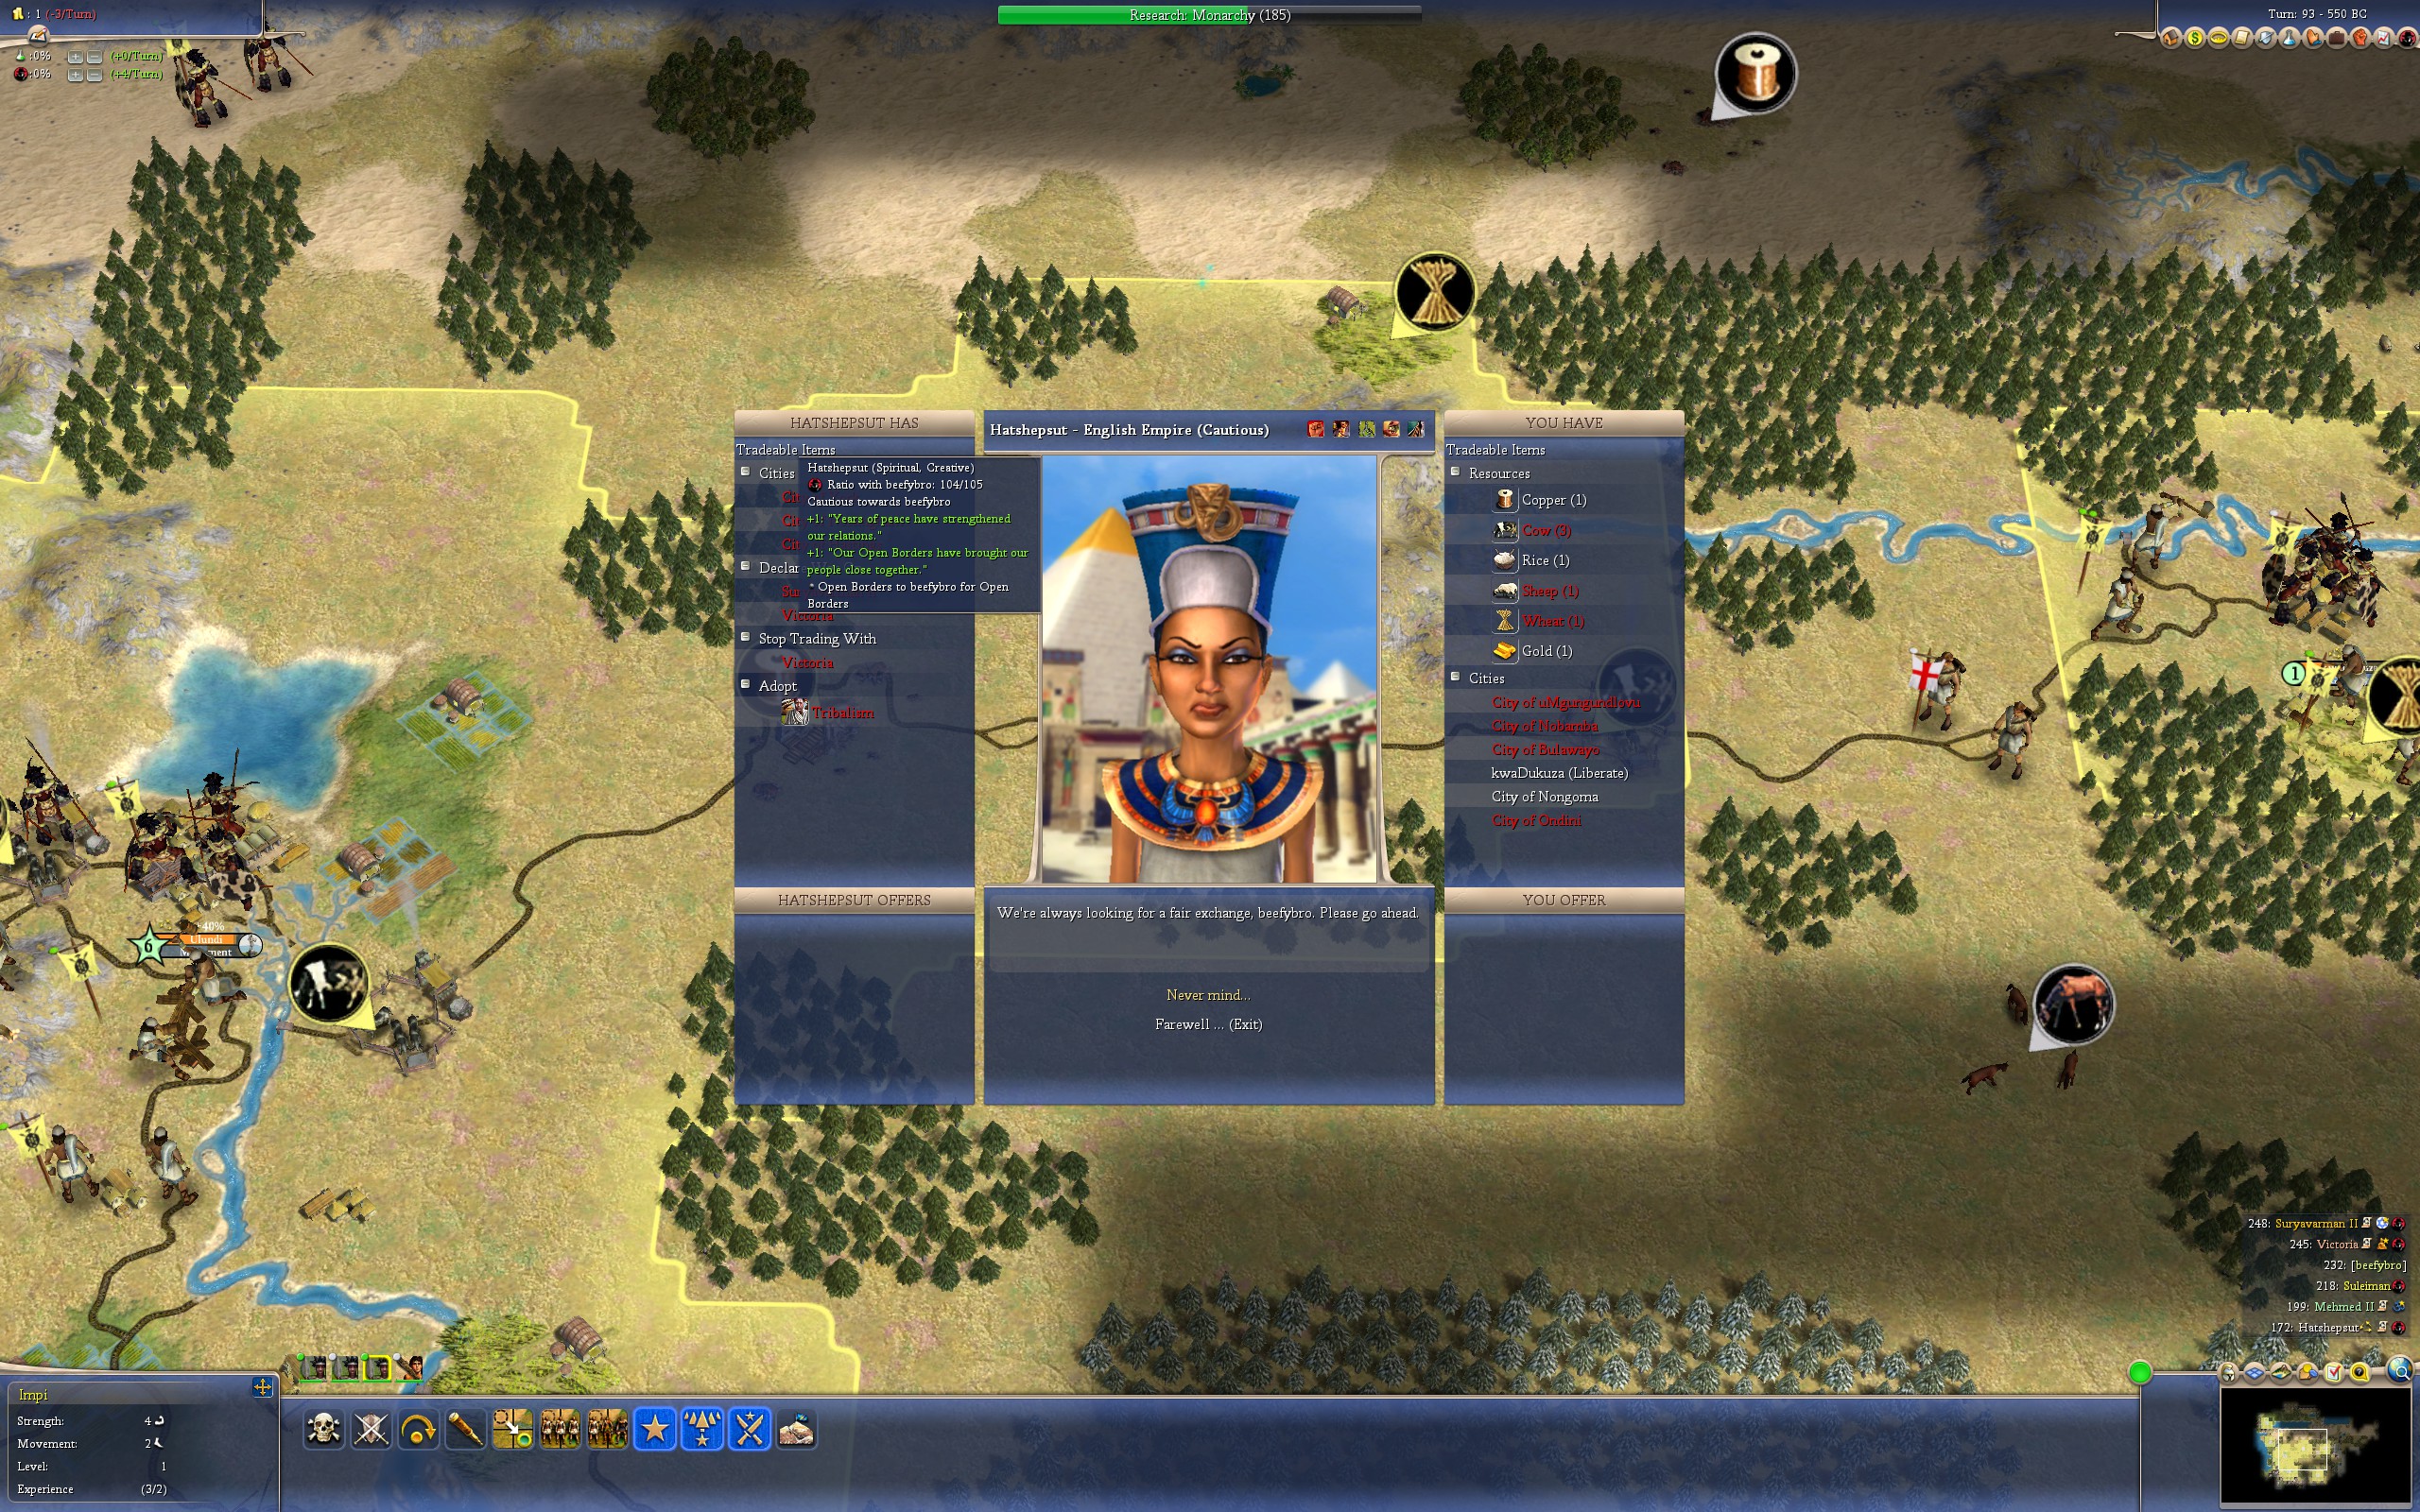 : 1 (-3/Turn)
:0% (+0/Turn)
:0% (+4/Turn)
Research: Monarchy (185)
Turn: 93 - 550 BC
HATSHEPSUT HAS
Tradeable Items
Cities
Declar
Victoria
Stop Trading With
Victoria
Adopt
Tribalism
Hatshepsut (Spiritual, Creative)
Ratio with beefybro: 104/105
Cautious towards beefybro
+1: "Years of peace have strengthened
our relations."
+1: "Our Open Borders have brought our
people close together."
* Open Borders to beefybro for Open
Borders
Hatshepsut - English Empire (Cautious)
YOU HAVE
Tradeable Items
Resources
Copper (1)
Cow (3)
Rice (1)
Sheep (1)
Wheat (1)
Gold (1)
Cities
City of uMgungundlovu
City of Nobamba
City of Bulawayo
kwaDukuza (Liberate)
City of Nongoma
City of Ondini
HATSHEPSUT OFFERS
We're always looking for a fair exchange, beefybro. Please go ahead.
Never mind...
Farewell ... (Exit)
YOU OFFER
40%
6 Ulundi
1
248: Suryavarman II
245: Victoria
232: [beefybro]
218: Suleiman
199: Mehmed II
172: Hatshepsut
Impi
Strength: 4
Movement: 2
Level: 1
Experience (3/2)